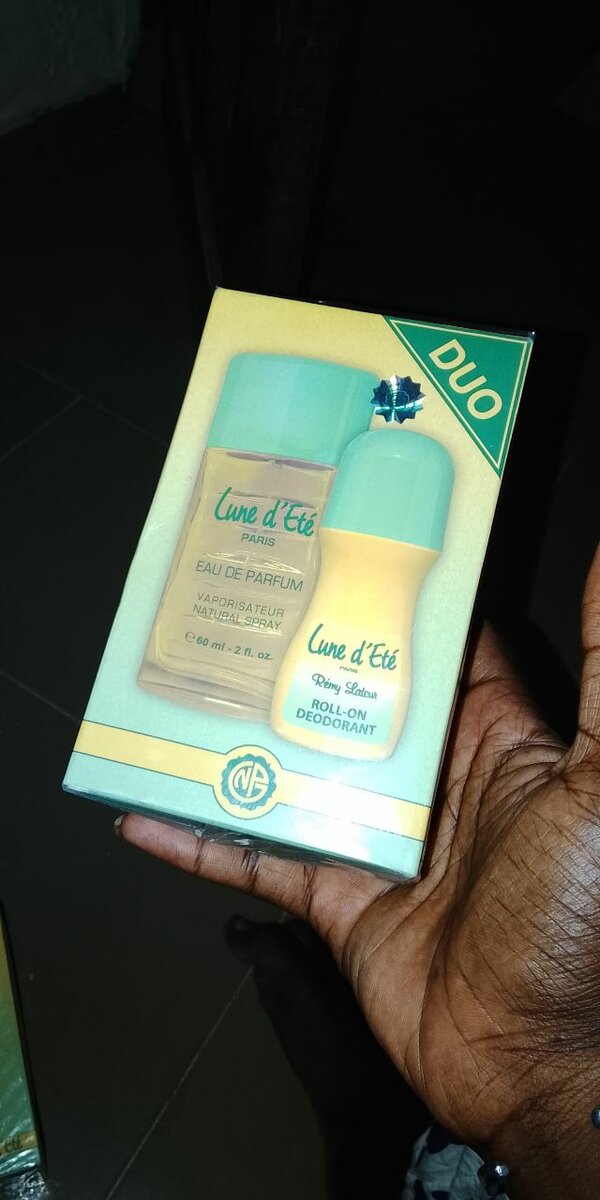 DUO
Lune d'Eté
PARIS
EAU DE PARFUM
VAPORISATEUR
NATURAL SPRAY
℮60 ml - 2 fl. oz.
Lune d'Eté
PARIS
Rémy Latour
ROLL-ON
DEODORANT
Eté